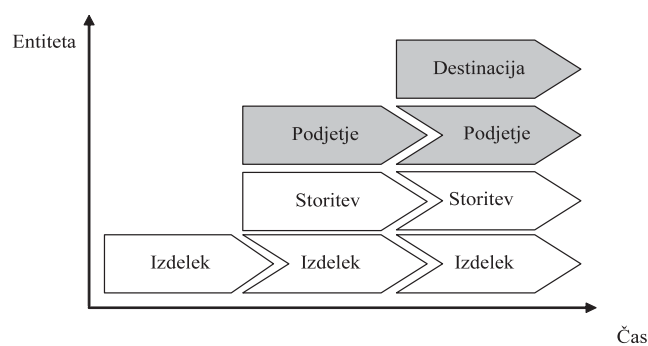 Entiteta
Destinacija
Podjetje Podjetje
Storitev Storitev
Izdelek Izdelek Izdelek
Čas